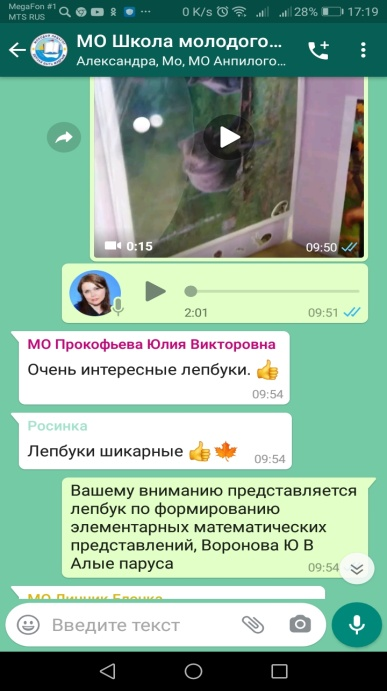 MegaFon #1
MTS RUS
0 K/s
28%
17:19
МО Школа молодого...
Александра, Мо, МО Анпилого...
0:15
09:50
2:01
09:51
МО Прокофьева Юлия Викторовна
Очень интересные лепбуки. 👍
09:54
Росинка
Лепбуки шикарные 👍🍁
09:54
Вашему вниманию представляется
лепбук по формированию
элементарных математических
представлений, Воронова Ю В
Алые паруса
09:54
Введите текст